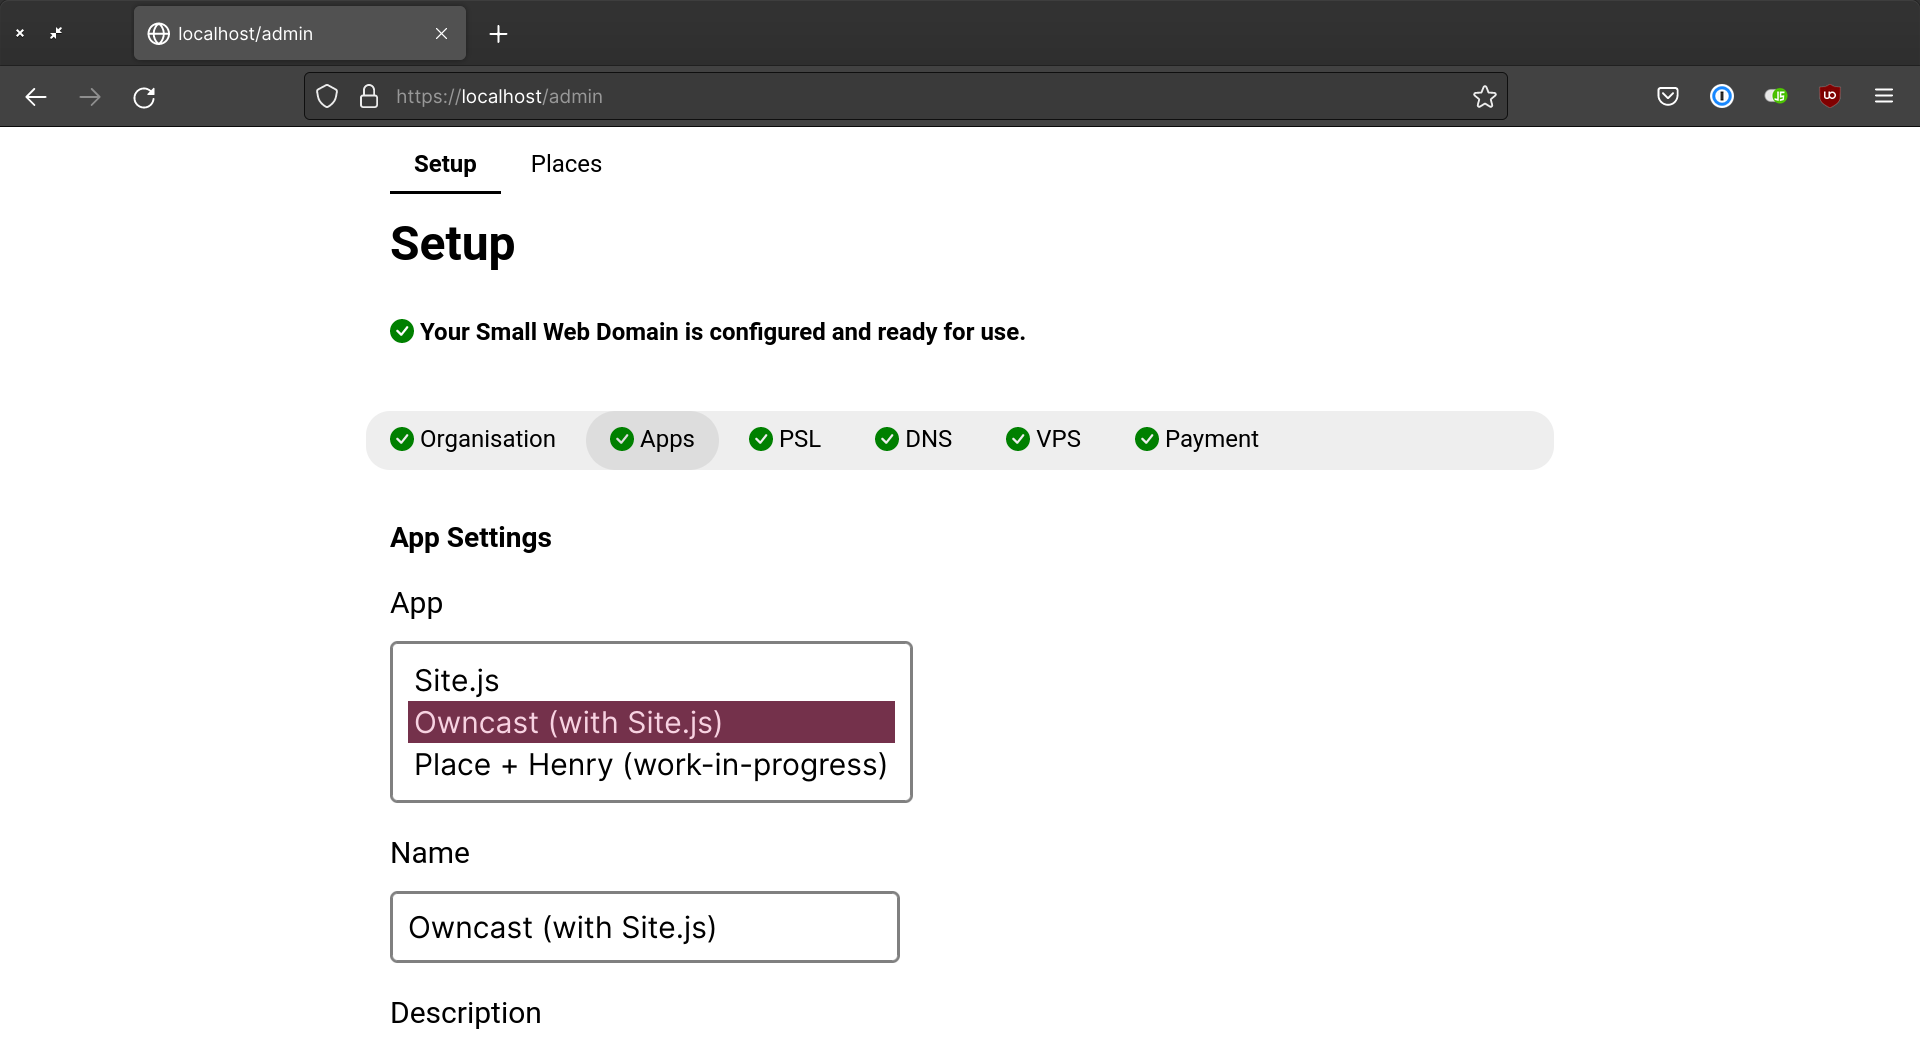 localhost/admin
https://localhost/admin
JS
UO
Setup Places
Setup
Your Small Web Domain is configured and ready for use.
Organisation Apps PSL DNS VPS Payment
App Settings
App
Site.js
Owncast (with Site.js)
Place + Henry (work-in-progress)
Name
Owncast (with Site.js)
Description